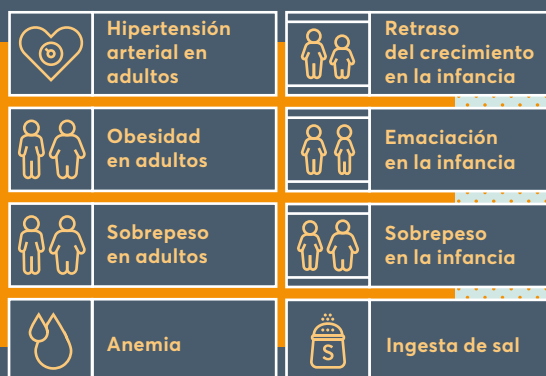 Hipertensión
arterial en
adultos
Retraso
del crecimiento
en la infancia
Obesidad
en adultos
Emaciación
en la infancia
Sobrepeso
en adultos
Sobrepeso
en la infancia
Anemia
S
Ingesta de sal